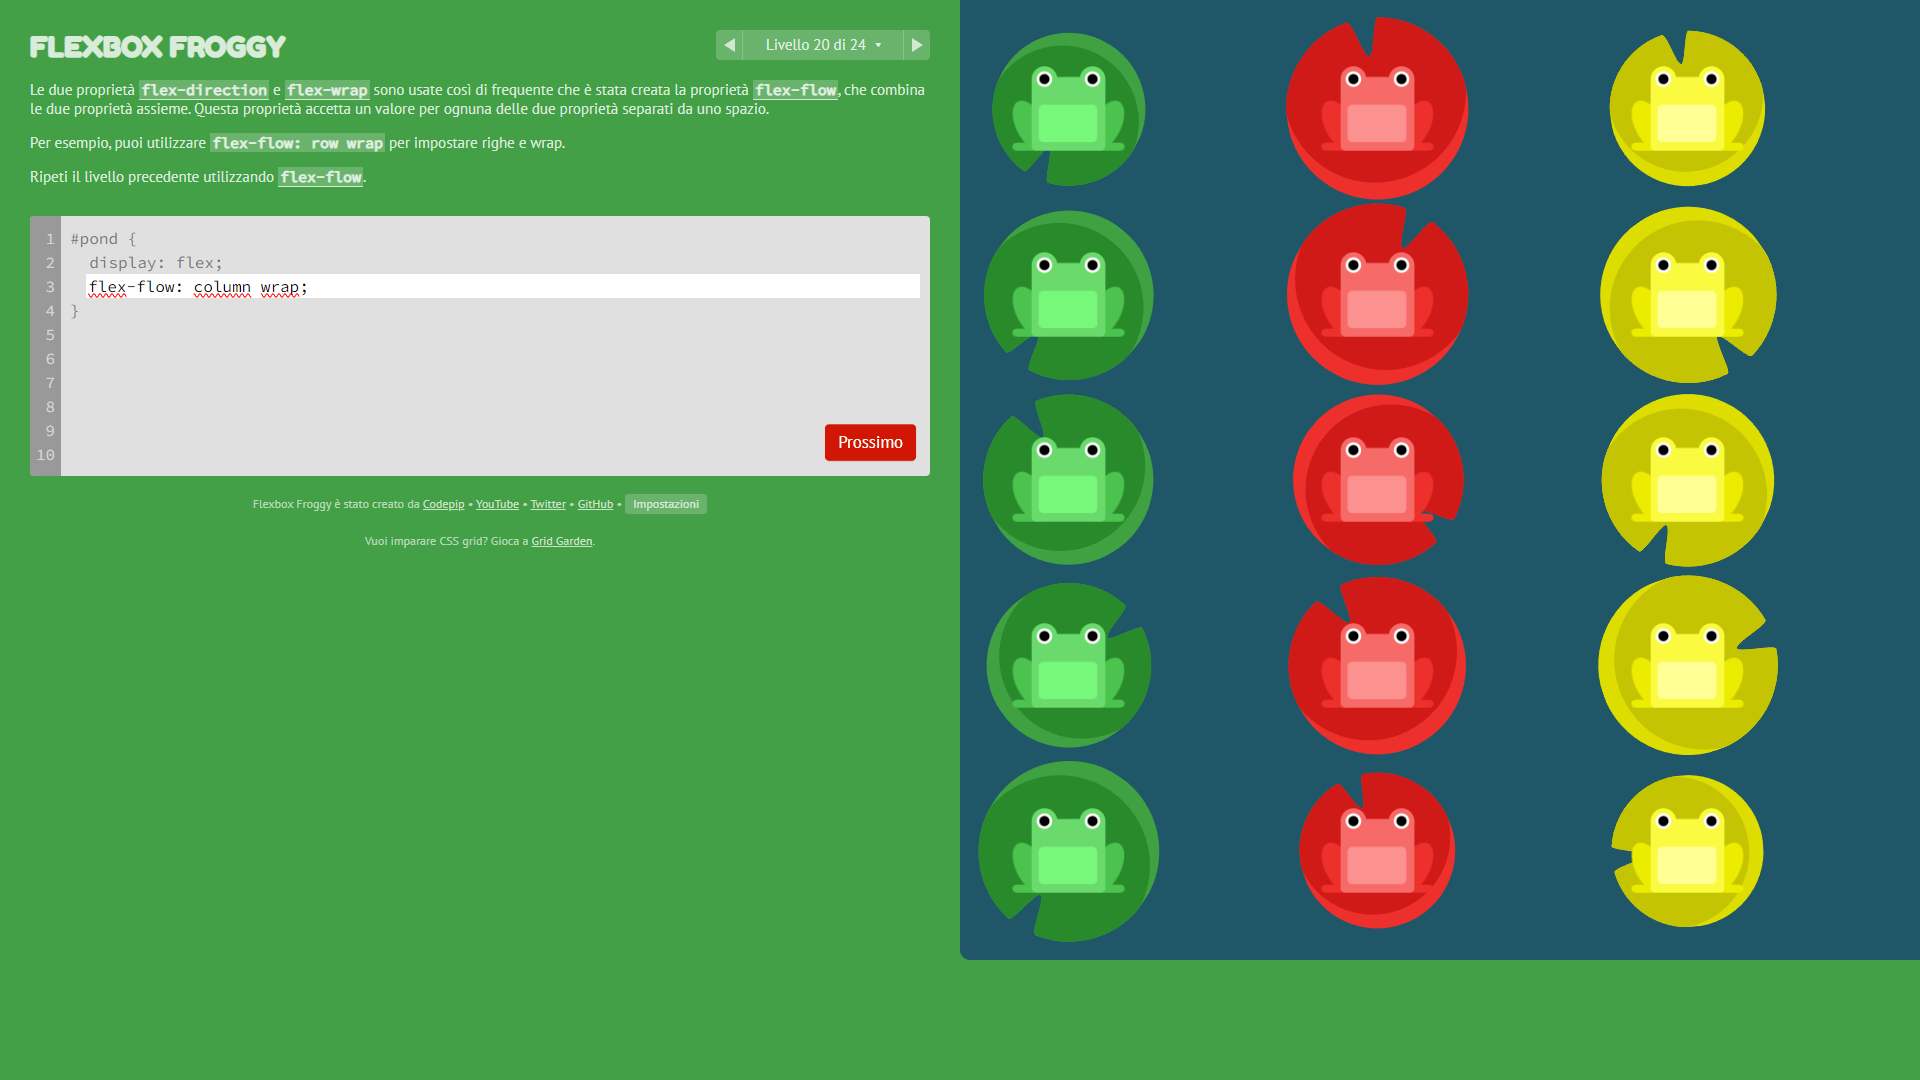 FLEXBOX FROGGY
Livello 20 di 24
Le due proprietà flex-direction e flex-wrap sono usate così di frequente che è stata creata la proprietà flex-flow, che combina
le due proprietà assieme. Questa proprietà accetta un valore per ognuna delle due proprietà separati da uno spazio.
Per esempio, puoi utilizzare flex-flow: row wrap per impostare righe e wrap.
Ripeti il livello precedente utilizzando flex-flow.
1 #pond {
2 display: flex;
3 flex-flow: column wrap;
4 }
5
6
7
8
9
10
Prossimo
Flexbox Froggy è stato creato da Codepip • YouTube • Twitter • GitHub • Impostazioni
Vuoi imparare CSS grid? Gioca a Grid Garden.